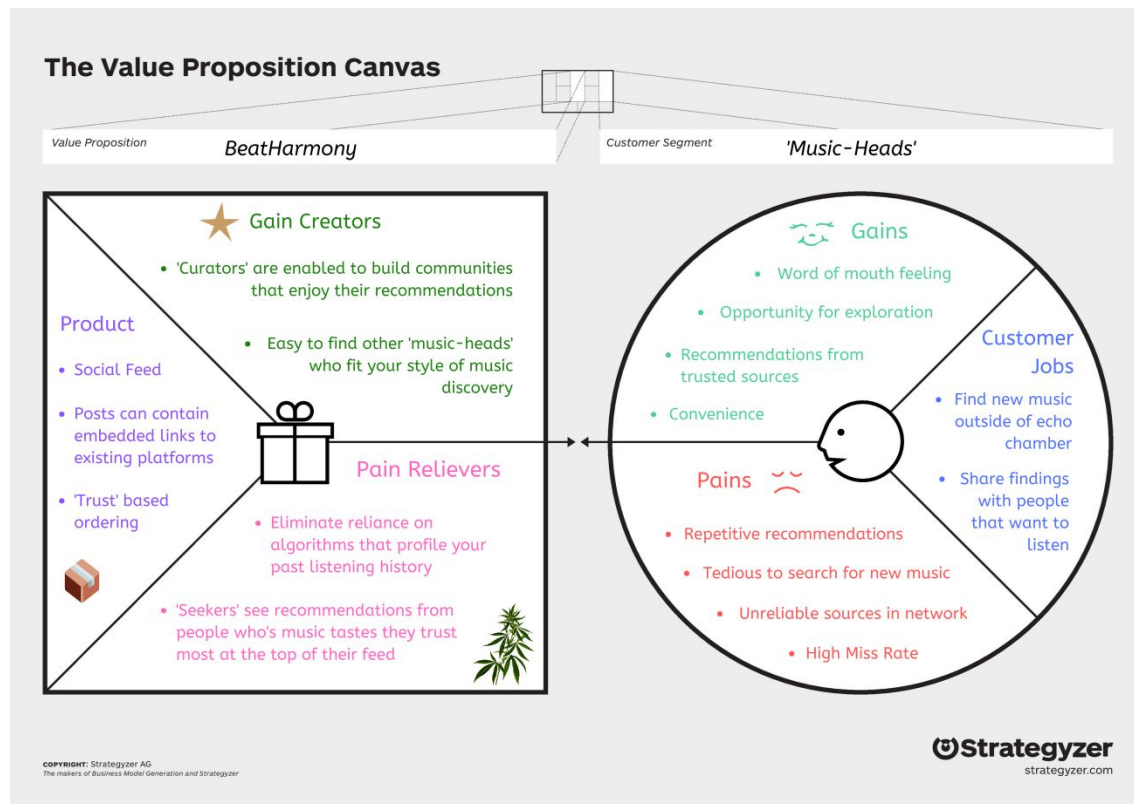 The Value Proposition Canvas
Value Proposition
BeatHarmony
Customer Segment
'Music-Heads'
Gain Creators
• 'Curators' are enabled to build communities
that enjoy their recommendations
• Easy to find other 'music-heads'
who fit your style of music
discovery
Product
• Social Feed
• Posts can contain
embedded links to
existing platforms
• 'Trust' based
ordering
Pain Relievers
• Eliminate reliance on
algorithms that profile your
past listening history
• 'Seekers' see recommendations from
people who's music tastes they trust
most at the top of their feed
Gains
• Word of mouth feeling
• Opportunity for exploration
• Recommendations from
trusted sources
• Convenience
Customer
Jobs
• Find new music
outside of echo
chamber
• Share findings
with people
that want to
listen
Pains
• Repetitive recommendations
• Tedious to search for new music
• Unreliable sources in network
• High Miss Rate
COPYRIGHT: Strategyzer AG
The makers of Business Model Generation and Strategyzer
Strategyzer
strategyzer.com